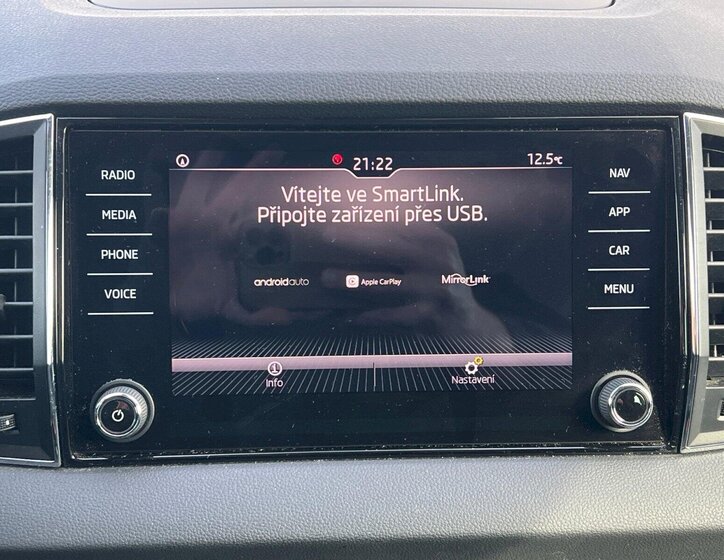 21:22
12.5°C
RADIO
MEDIA
PHONE
VOICE
Vítejte ve SmartLink.
Připojte zařízení přes USB.
androidauto
Apple CarPlay
MirrorLink
Info
Nastavení
NAV
APP
CAR
MENU